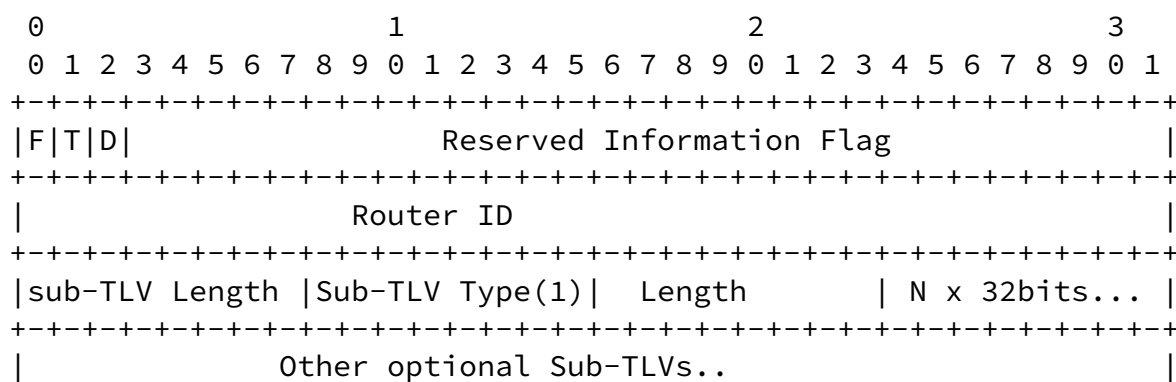 0                   1                   2                   3
 0 1 2 3 4 5 6 7 8 9 0 1 2 3 4 5 6 7 8 9 0 1 2 3 4 5 6 7 8 9 0 1
+-+-+-+-+-+-+-+-+-+-+-+-+-+-+-+-+-+-+-+-+-+-+-+-+-+-+-+-+-+-+-+-+
|F|T|D|                 Reserved Information Flag               |
+-+-+-+-+-+-+-+-+-+-+-+-+-+-+-+-+-+-+-+-+-+-+-+-+-+-+-+-+-+-+-+-+
|                  Router ID                                    |
+-+-+-+-+-+-+-+-+-+-+-+-+-+-+-+-+-+-+-+-+-+-+-+-+-+-+-+-+-+-+-+-+
|sub-TLV Length |Sub-TLV Type(1)|  Length       | N x 32bits... |
+-+-+-+-+-+-+-+-+-+-+-+-+-+-+-+-+-+-+-+-+-+-+-+-+-+-+-+-+-+-+-+-+
|              Other optional Sub-TLVs..                        |